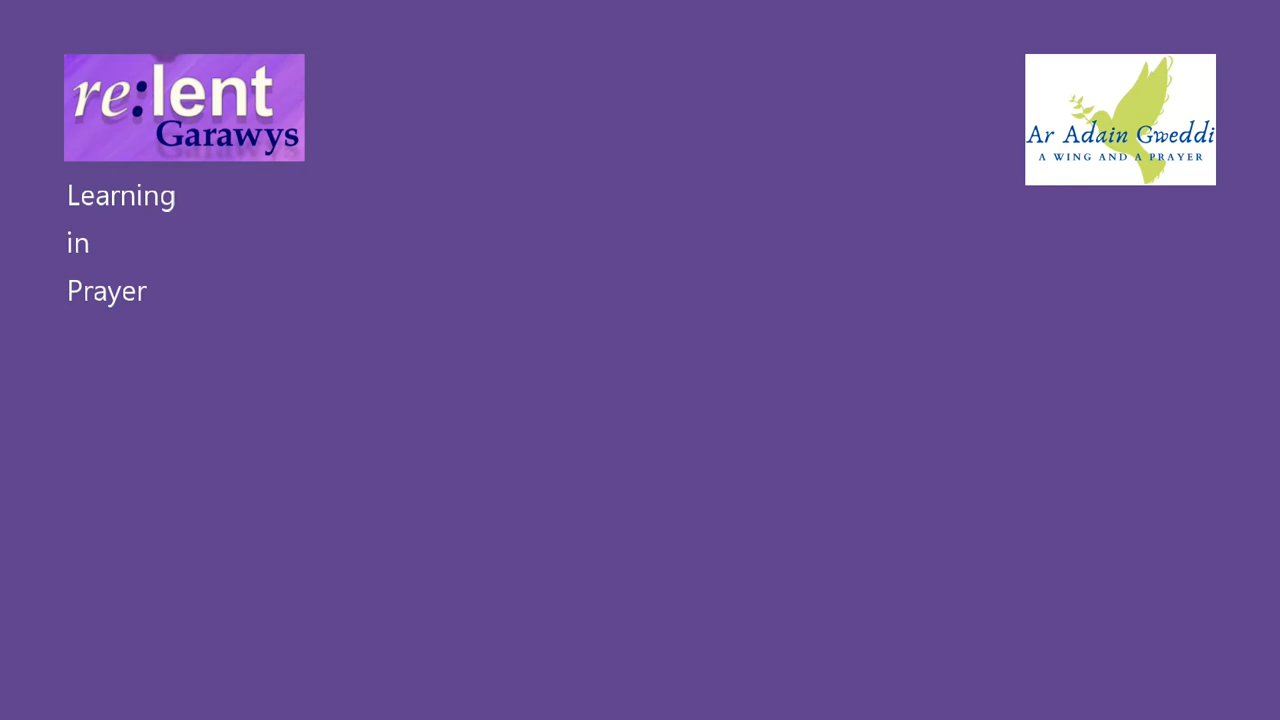 re:lent
Garawys
Learning
in
Prayer
Ar Adain Gweddi
A WING AND A PRAYER